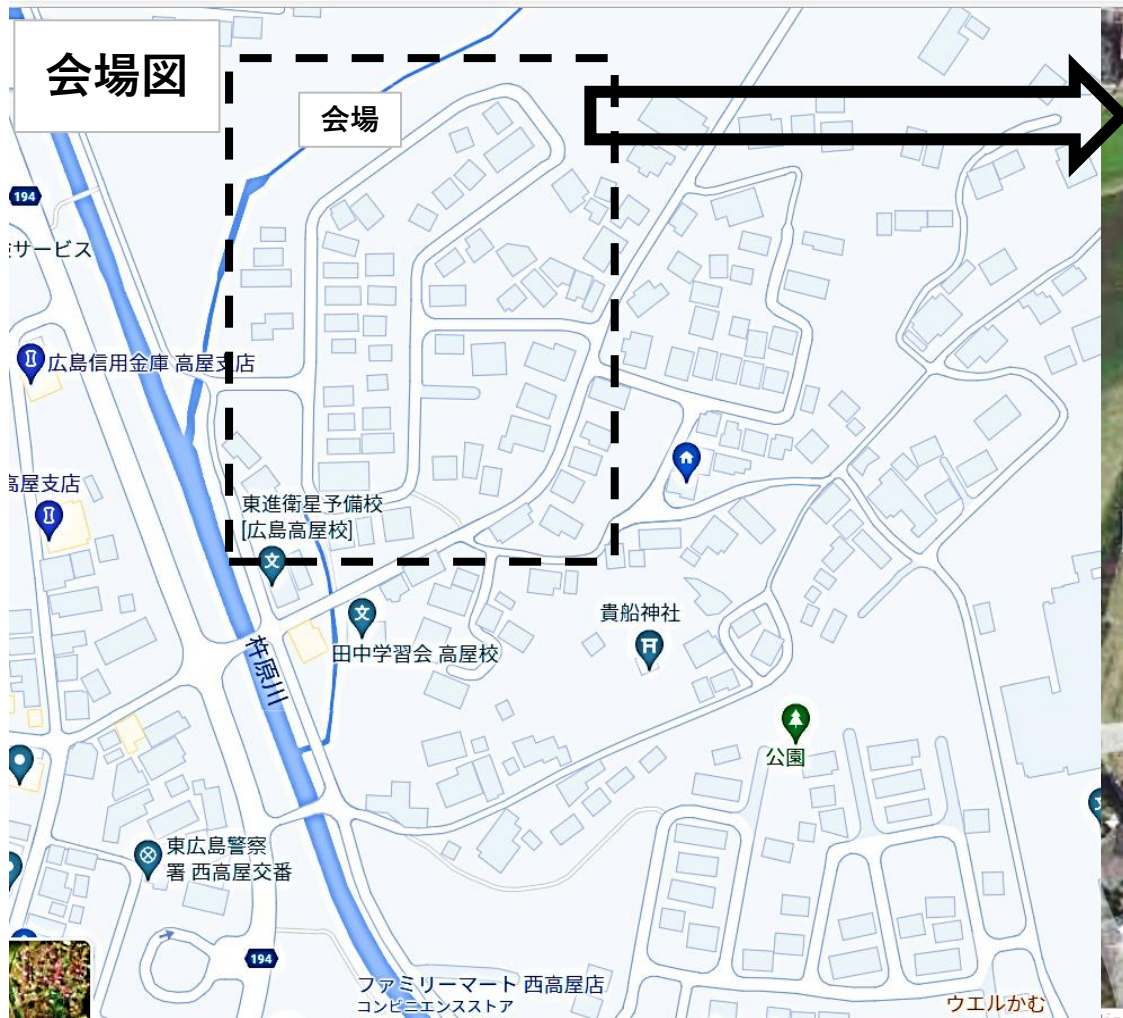 会場図
会場
194
サービス
広島信用金庫 高屋支店
高屋支店
東進衛星予備校
[広島高屋校]
田中学習会 高屋校
貴船神社
杵原川
公園
東広島警察
署 西高屋交番
194
ファミリーマート 西高屋店
コンビニエンスストア
ウエルかむ